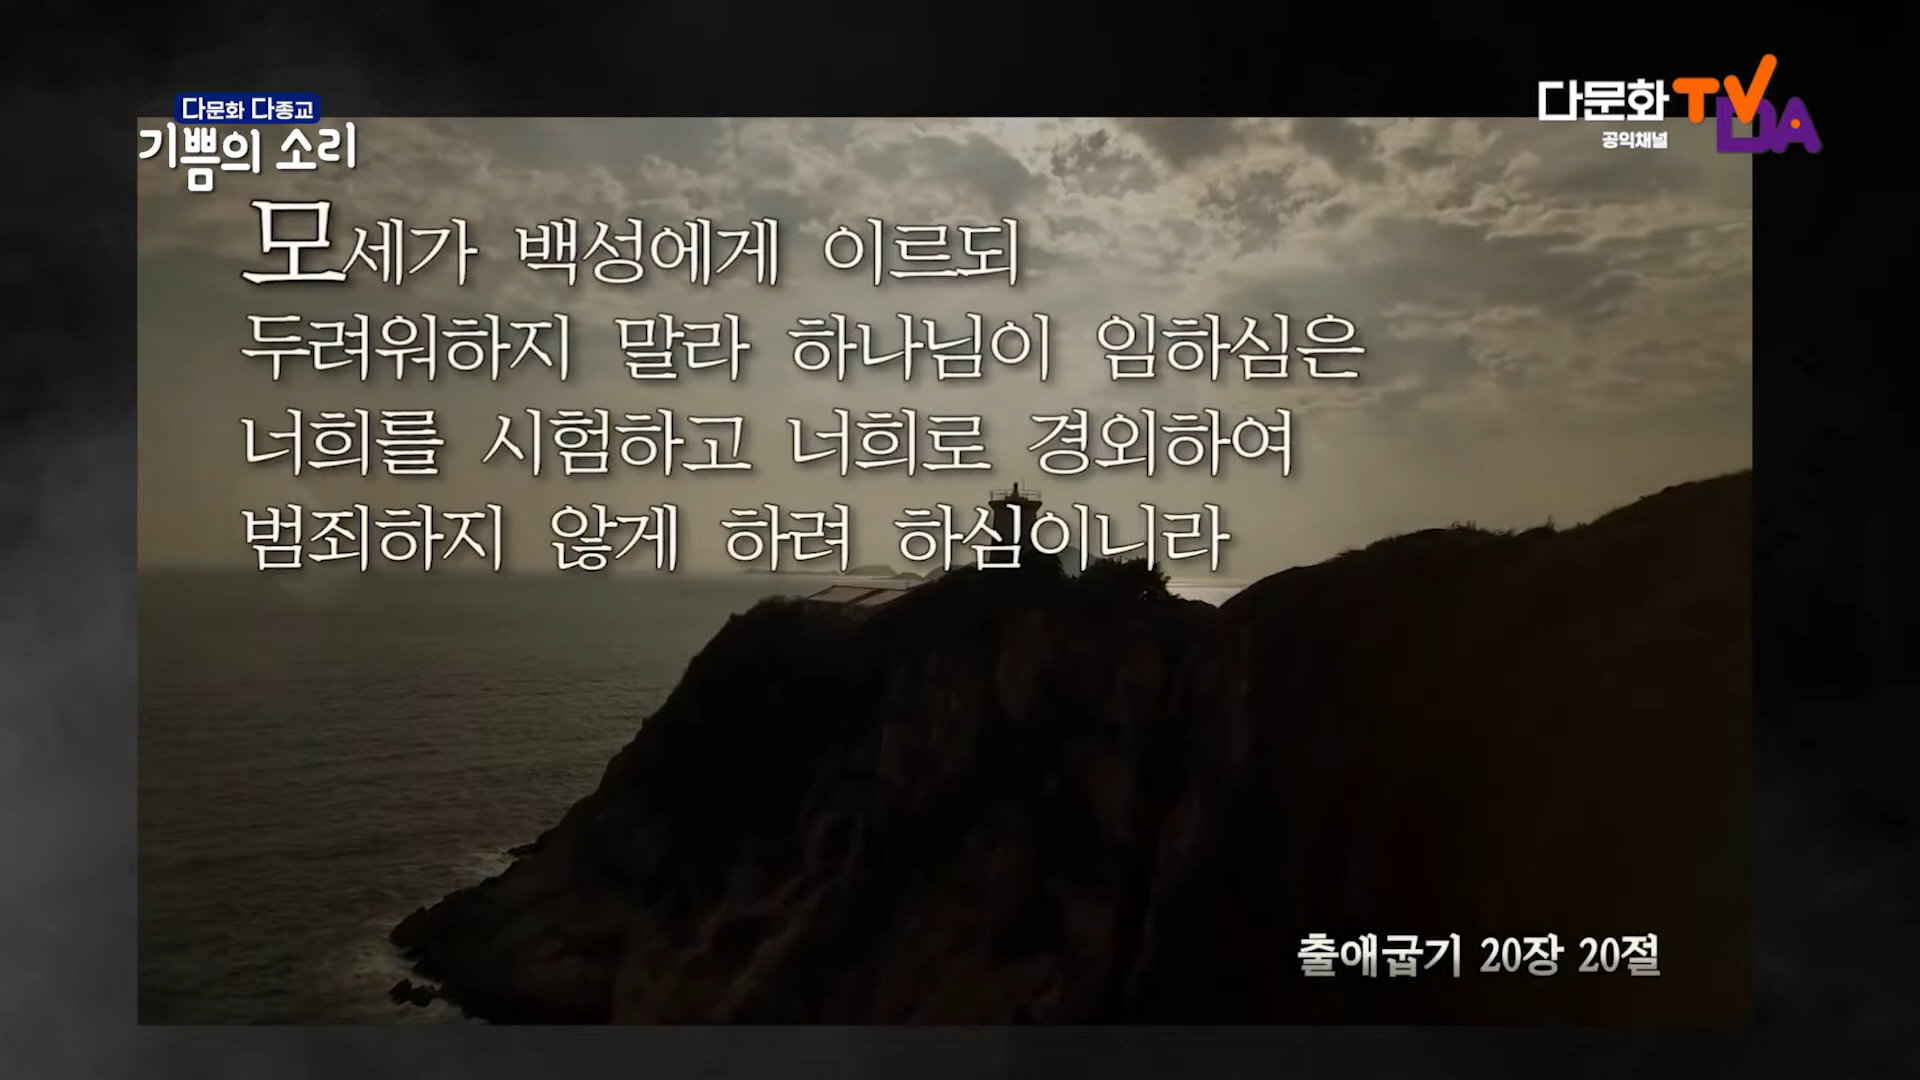 다문화 다종교
기쁨의 소리
다문화 TV
DA
공익채널
모세가 백성에게 이르되
두려워하지 말라 하나님이 임하심은
너희를 시험하고 너희로 경외하여
범죄하지 않게 하려 하심이니라
출애굽기 20장 20절